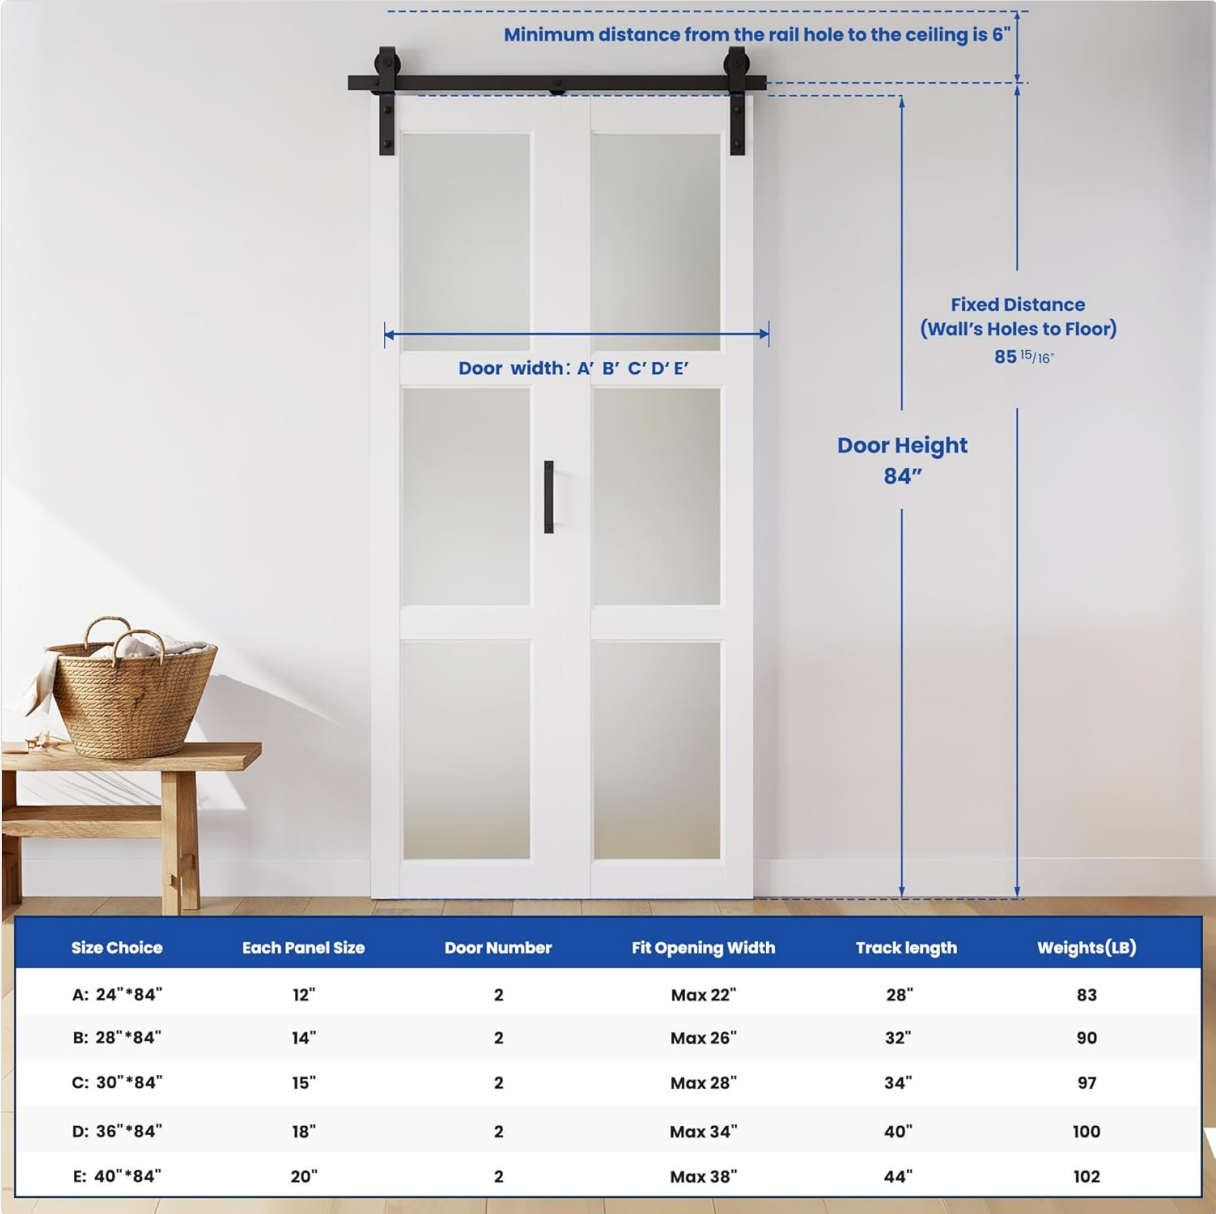 Minimum distance from the rail hole to the ceiling is 6"
Fixed Distance
(Wall's Holes to Floor)
85 15/16"
Door width: A' B' C' D' E'
Door Height
84"
Size Choice Each Panel Size Door Number Fit Opening Width Track length Weights(LB)
A: 24"*84" 12" 2 Max 22" 28" 83
B: 28"*84" 14" 2 Max 26" 32" 90
C: 30"*84" 15" 2 Max 28" 34" 97
D: 36"*84" 18" 2 Max 34" 40" 100
E: 40"*84" 20" 2 Max 38" 44" 102